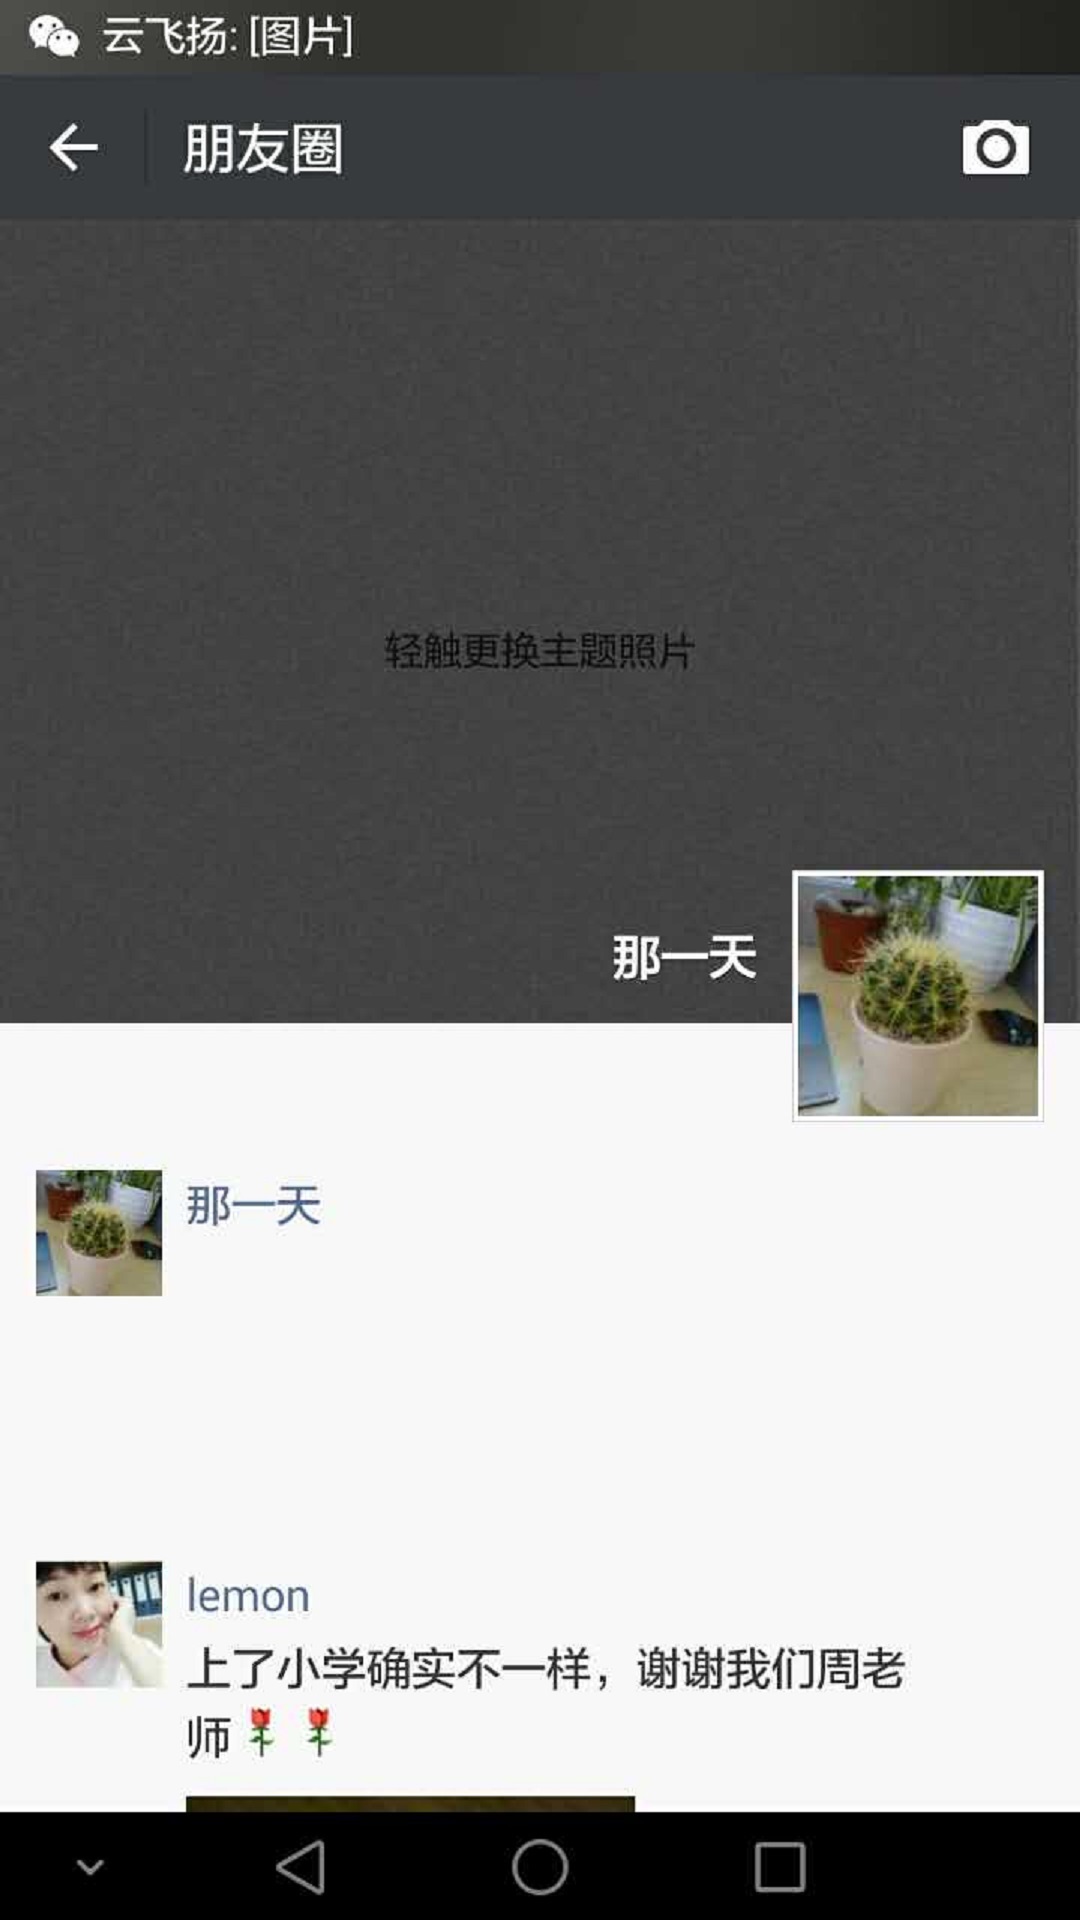 云飞扬: [图片]
朋友圈
轻触更换主题照片
那一天
那一天
lemon
上了小学确实不一样，谢谢我们周老
师🌹🌹